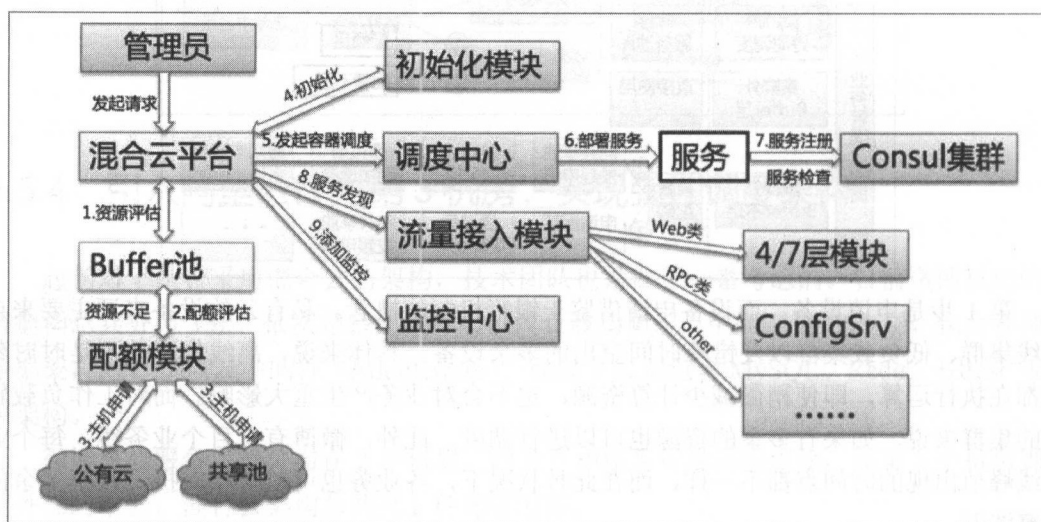 管理员
发起请求
混合云平台
1.资源评估
Buffer池
资源不足
2.配额评估
配额模块
3.主机申请
3.主机申请
公有云
共享池
4.初始化
初始化模块
5.发起容器调度
调度中心
6.部署服务
服务
7.服务注册
服务检查
Consul集群
8.服务发现
流量接入模块
Web类
4/7层模块
RPC类
ConfigSrv
other
……
9.添加监控
监控中心